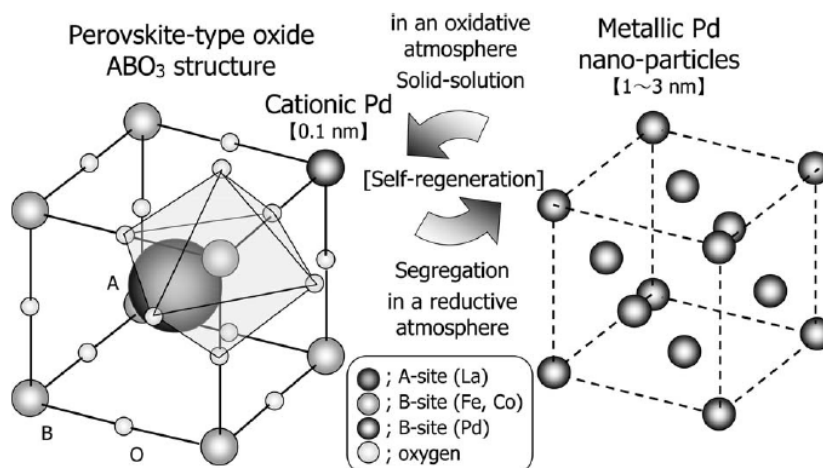 Perovskite-type oxide
ABO₃ structure
Cationic Pd
【0.1 nm】
A
B
O
in an oxidative
atmosphere
Solid-solution
[Self-regeneration]
Segregation
in a reductive
atmosphere
Metallic Pd
nano-particles
【1～3 nm】
; A-site (La)
; B-site (Fe, Co)
; B-site (Pd)
; oxygen